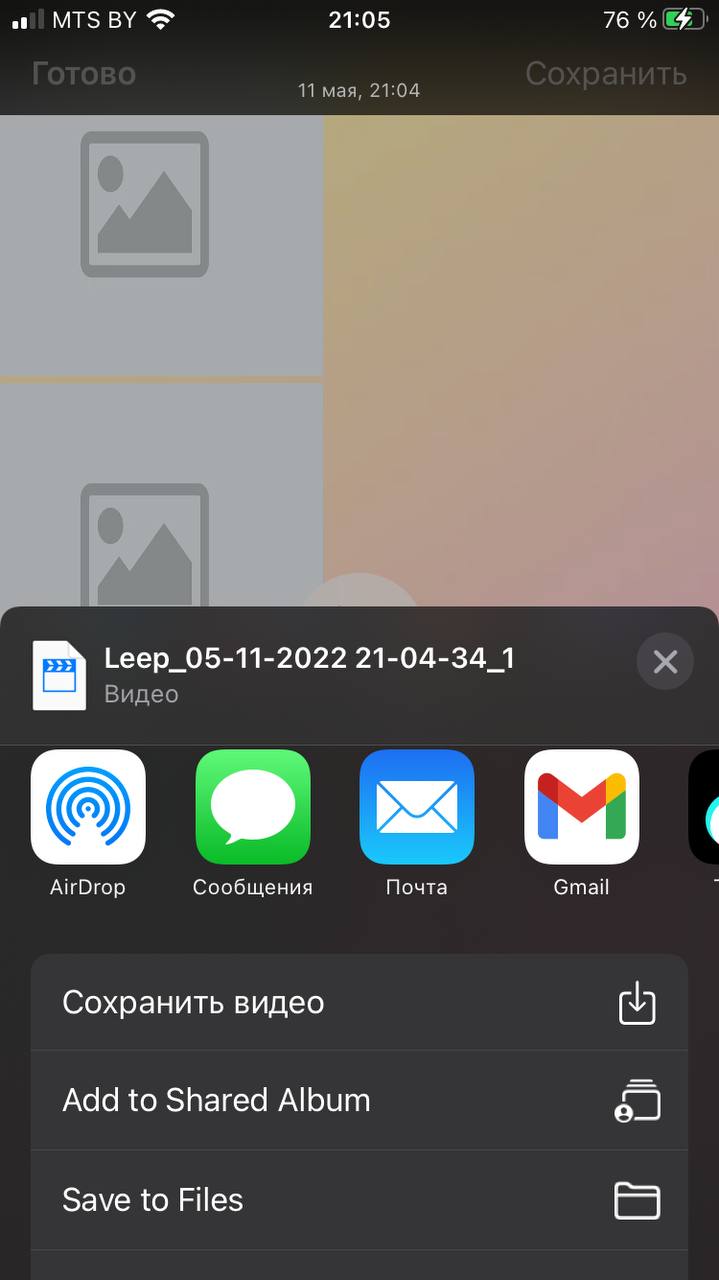 MTS BY
21:05
76 %
Готово
11 мая, 21:04
Сохранить
Leep_05-11-2022 21-04-34_1
Видео
AirDrop
Сообщения
Почта
Gmail
Сохранить видео
Add to Shared Album
Save to Files